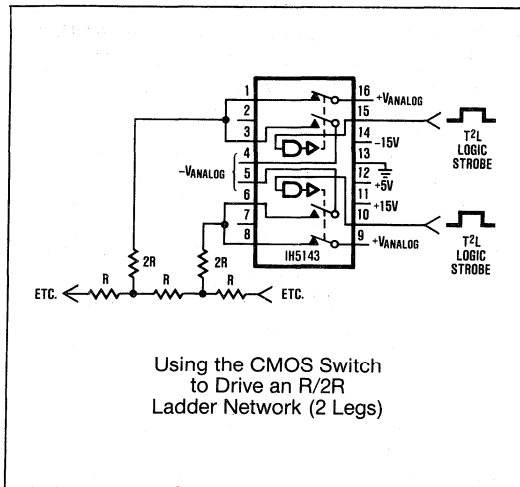 1 16 +VANALOG
2 15
3 14 -15V
T²L LOGIC STROBE
4 13
-VANALOG
5 12 +5V
6 11 +15V
7 10
8 9 +VANALOG
IH5143
T²L LOGIC STROBE
2R 2R
ETC. R R R ETC.
Using the CMOS Switch
to Drive an R/2R
Ladder Network (2 Legs)